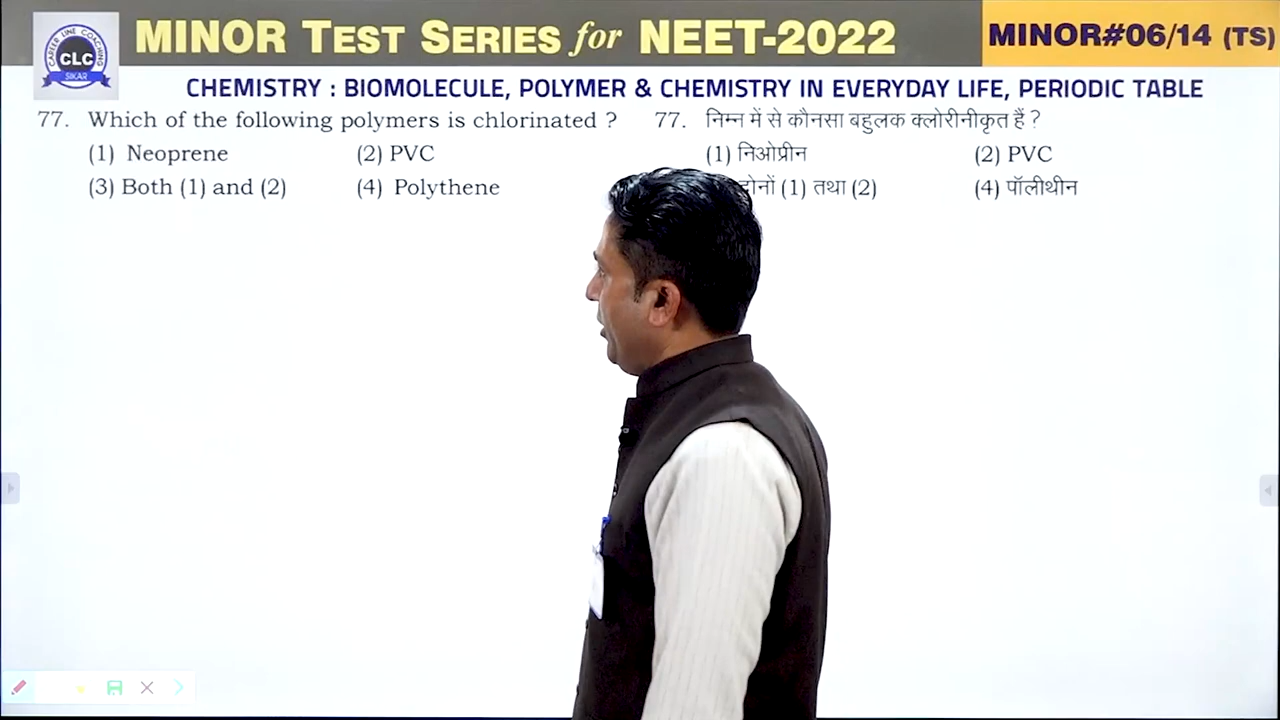 CAREER LINE COACHING
CLC
SIKAR
MINOR TEST SERIES for NEET-2022
MINOR#06/14 (TS)
CHEMISTRY : BIOMOLECULE, POLYMER & CHEMISTRY IN EVERYDAY LIFE, PERIODIC TABLE
77. Which of the following polymers is chlorinated ?
(1) Neoprene (2) PVC
(3) Both (1) and (2) (4) Polythene
77. निम्न में से कौनसा बहुलक क्लोरीनीकृत हैं ?
(1) निओप्रीन (2) PVC
दोनों (1) तथा (2) (4) पॉलीथीन